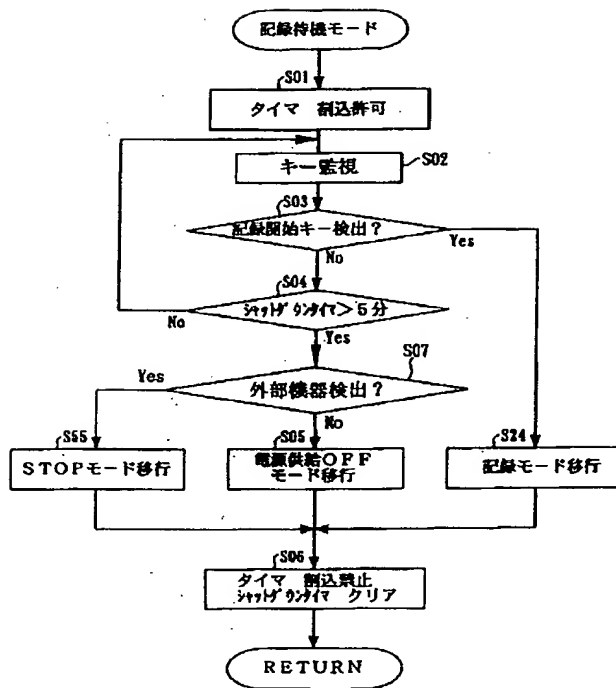 記録待機モード
S01
タイマ 割込許可
キー監視
S02
S03
記録開始キー検出?
Yes
No
S04
シャットダウンタイマ>5分
No
Yes
S07
外部機器検出?
Yes
No
S55
STOPモード移行
S05
電源供給OFF
モード移行
S24
記録モード移行
S06
タイマ 割込禁止
シャットダウンタイマ クリア
RETURN